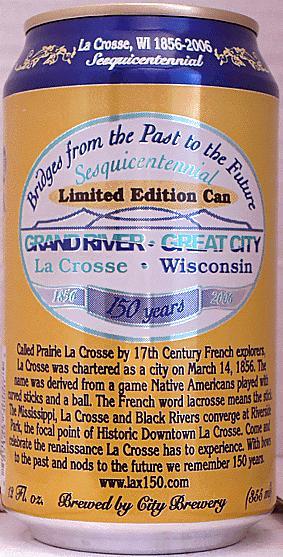 La Crosse, WI 1856-2006
Sesquicentennial
Bridges from the Past to the Future
Sesquicentennial
Limited Edition Can
GRAND RIVER - GREAT CITY
La Crosse • Wisconsin
1856 150 years 2006
Called Prairie La Crosse by 17th Century French explorers,
La Crosse was chartered as a city on March 14, 1856. The
name was derived from a game Native Americans played with
curved sticks and a ball. The French word lacrosse means the stick.
The Mississippi, La Crosse and Black Rivers converge at Riverside
Park, the focal point of Historic Downtown La Crosse. Come and
celebrate the renaissance La Crosse has to experience. With bows
to the past and nods to the future we remember 150 years.
www.lax150.com
12 fl. oz. Brewed by City Brewery (355 ml)